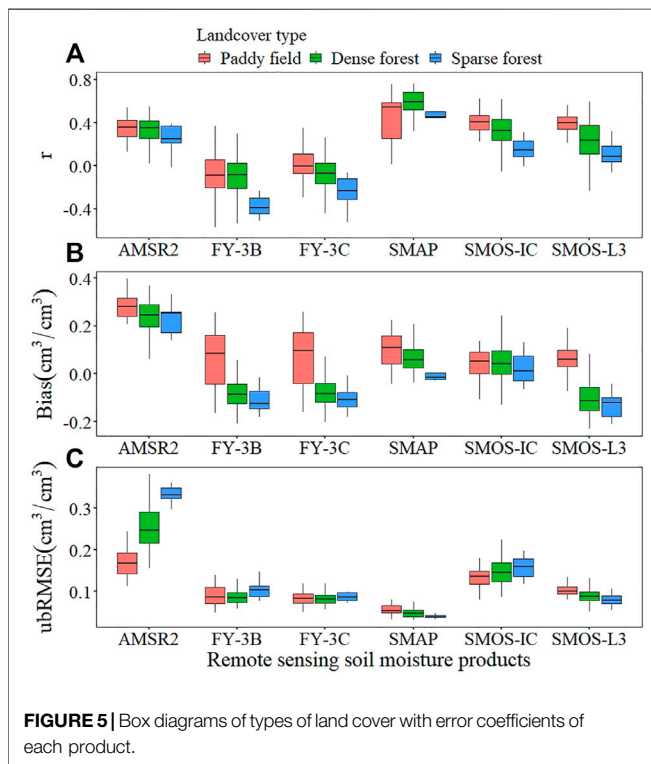 A
Landcover type
Paddy field Dense forest Sparse forest
0.8
0.4
0.0
-0.4
r
AMSR2 FY-3B FY-3C SMAP SMOS-IC SMOS-L3
B
0.4
0.2
0.0
-0.2
Bias(cm³/cm³)
AMSR2 FY-3B FY-3C SMAP SMOS-IC SMOS-L3
C
0.3
0.2
0.1
ubRMSE(cm³/cm³)
AMSR2 FY-3B FY-3C SMAP SMOS-IC SMOS-L3
Remote sensing soil moisture products
FIGURE 5 | Box diagrams of types of land cover with error coefficients of
each product.